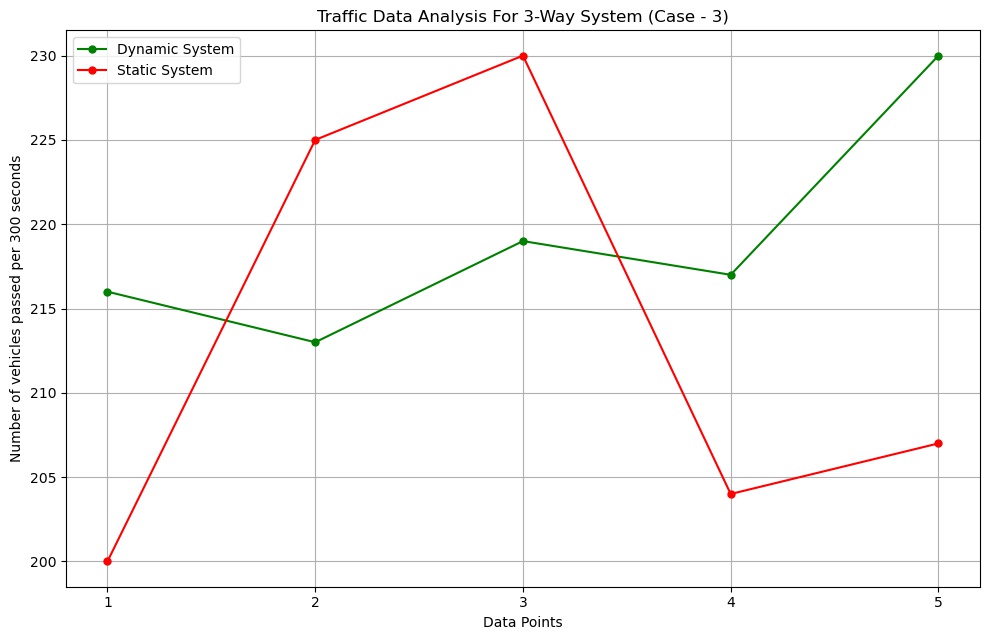 Traffic Data Analysis For 3-Way System (Case - 3)
Dynamic System
Static System
Number of vehicles passed per 300 seconds
230
225
220
215
210
205
200
1 2 3 4 5
Data Points